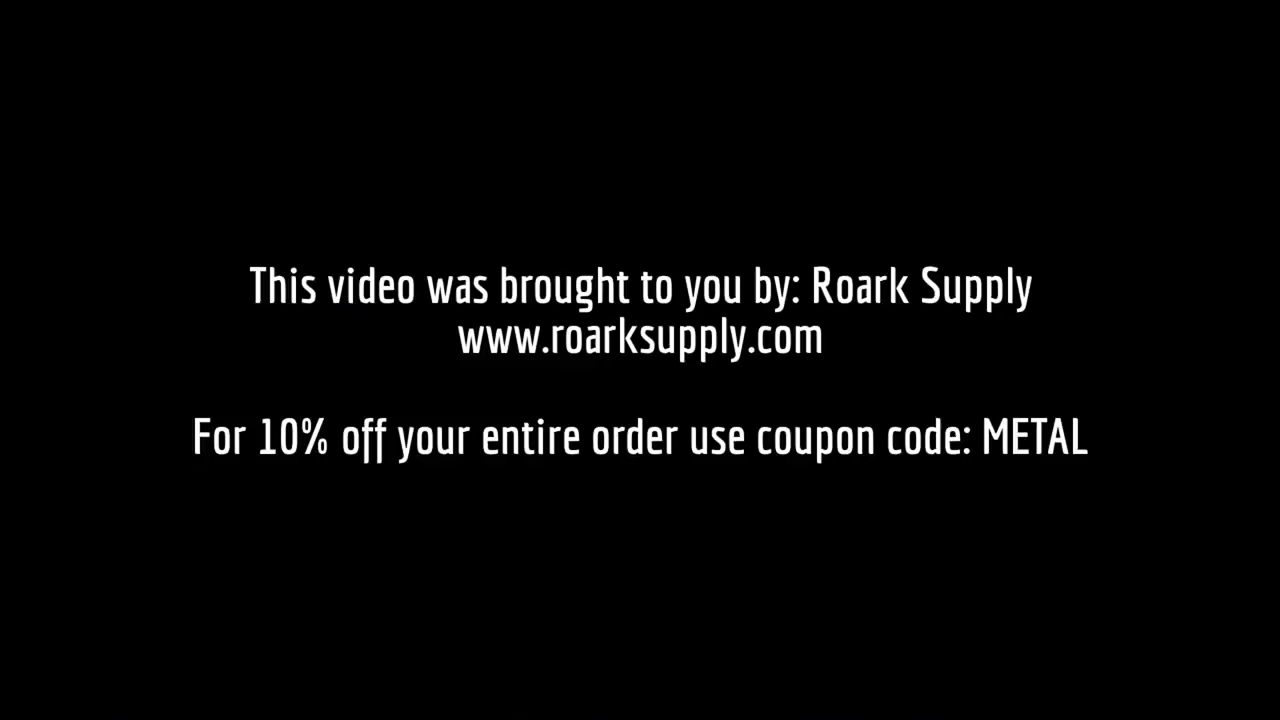 This video was brought to you by: Roark Supply
www.roarksupply.com
For 10% off your entire order use coupon code: METAL